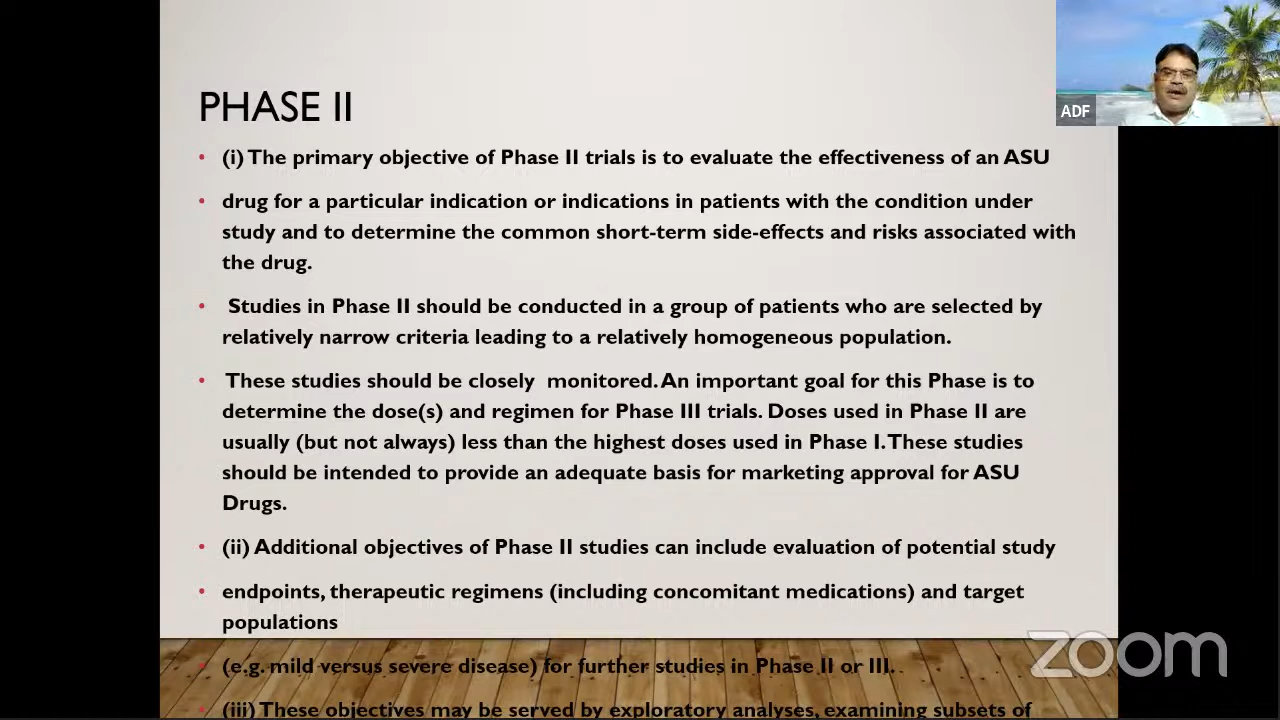 PHASE II
• (i) The primary objective of Phase II trials is to evaluate the effectiveness of an ASU
• drug for a particular indication or indications in patients with the condition under
study and to determine the common short-term side-effects and risks associated with
the drug.
• Studies in Phase II should be conducted in a group of patients who are selected by
relatively narrow criteria leading to a relatively homogeneous population.
• These studies should be closely monitored. An important goal for this Phase is to
determine the dose(s) and regimen for Phase III trials. Doses used in Phase II are
usually (but not always) less than the highest doses used in Phase I. These studies
should be intended to provide an adequate basis for marketing approval for ASU
Drugs.
• (ii) Additional objectives of Phase II studies can include evaluation of potential study
• endpoints, therapeutic regimens (including concomitant medications) and target
populations
• (e.g. mild versus severe disease) for further studies in Phase II or III.
• (iii) These objectives may be served by exploratory analyses, examining subsets of
ADF
zoom